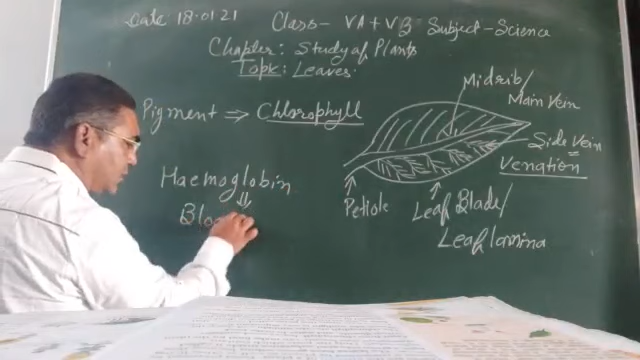 Date 18.01.21 Class- VA+VB Subject-Science
Chapter: Study of Plants
Topic: Leaves.
Pigment ⇒ Chlorophyll
Haemoglobin
⇓
Blo
Midrib/
Main Vein
Side Vein
Venation
Petiole
Leaf Blade/
Leaf lamina